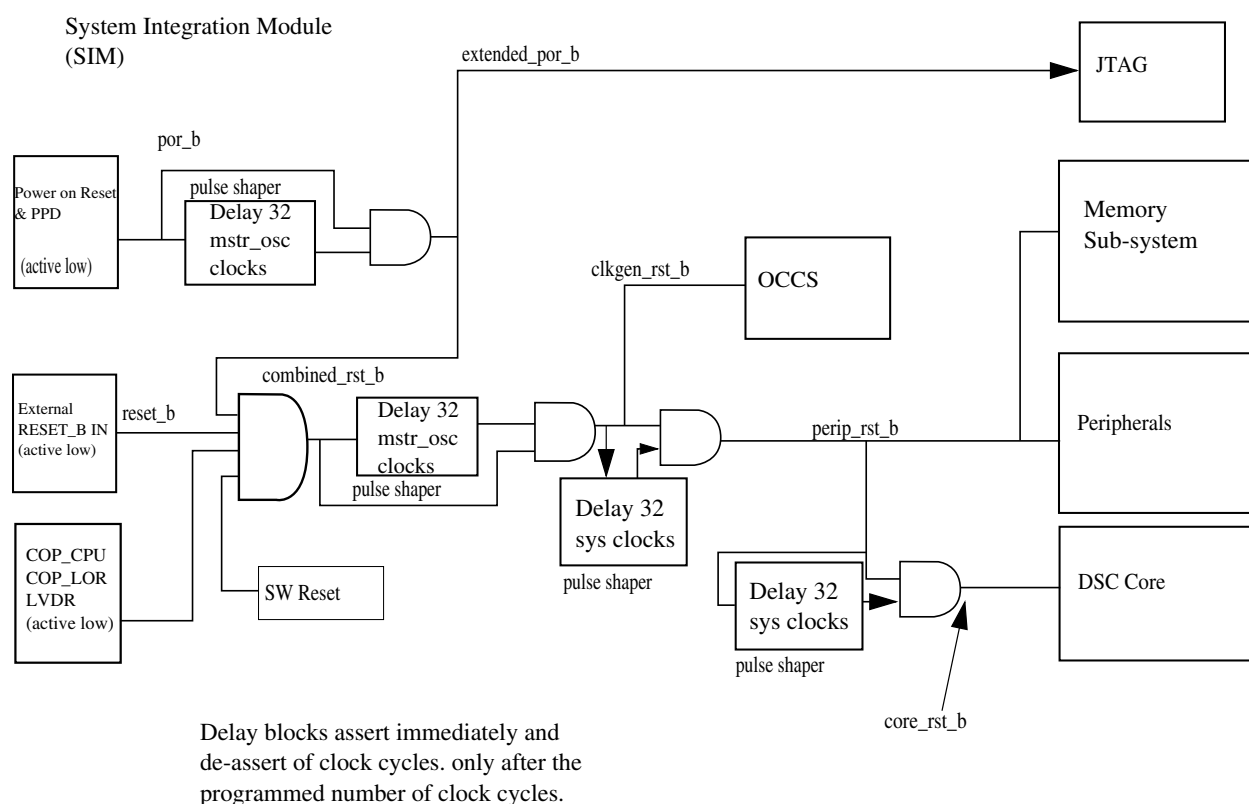 System Integration Module
(SIM)
extended_por_b
JTAG
por_b
Power on Reset
& PPD
(active low)
pulse shaper
Delay 32
mstr_osc
clocks
Memory
Sub-system
clkgen_rst_b
OCCS
combined_rst_b
External
RESET_B IN
(active low)
reset_b
Delay 32
mstr_osc
clocks
pulse shaper
perip_rst_b
Peripherals
Delay 32
sys clocks
pulse shaper
COP_CPU
COP_LOR
LVDR
(active low)
SW Reset
Delay 32
sys clocks
pulse shaper
DSC Core
core_rst_b
Delay blocks assert immediately and
de-assert of clock cycles. only after the
programmed number of clock cycles.